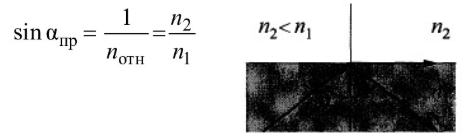 sin α_пр = 1/n_отн = n₂/n₁
n₂<n₁
n₂